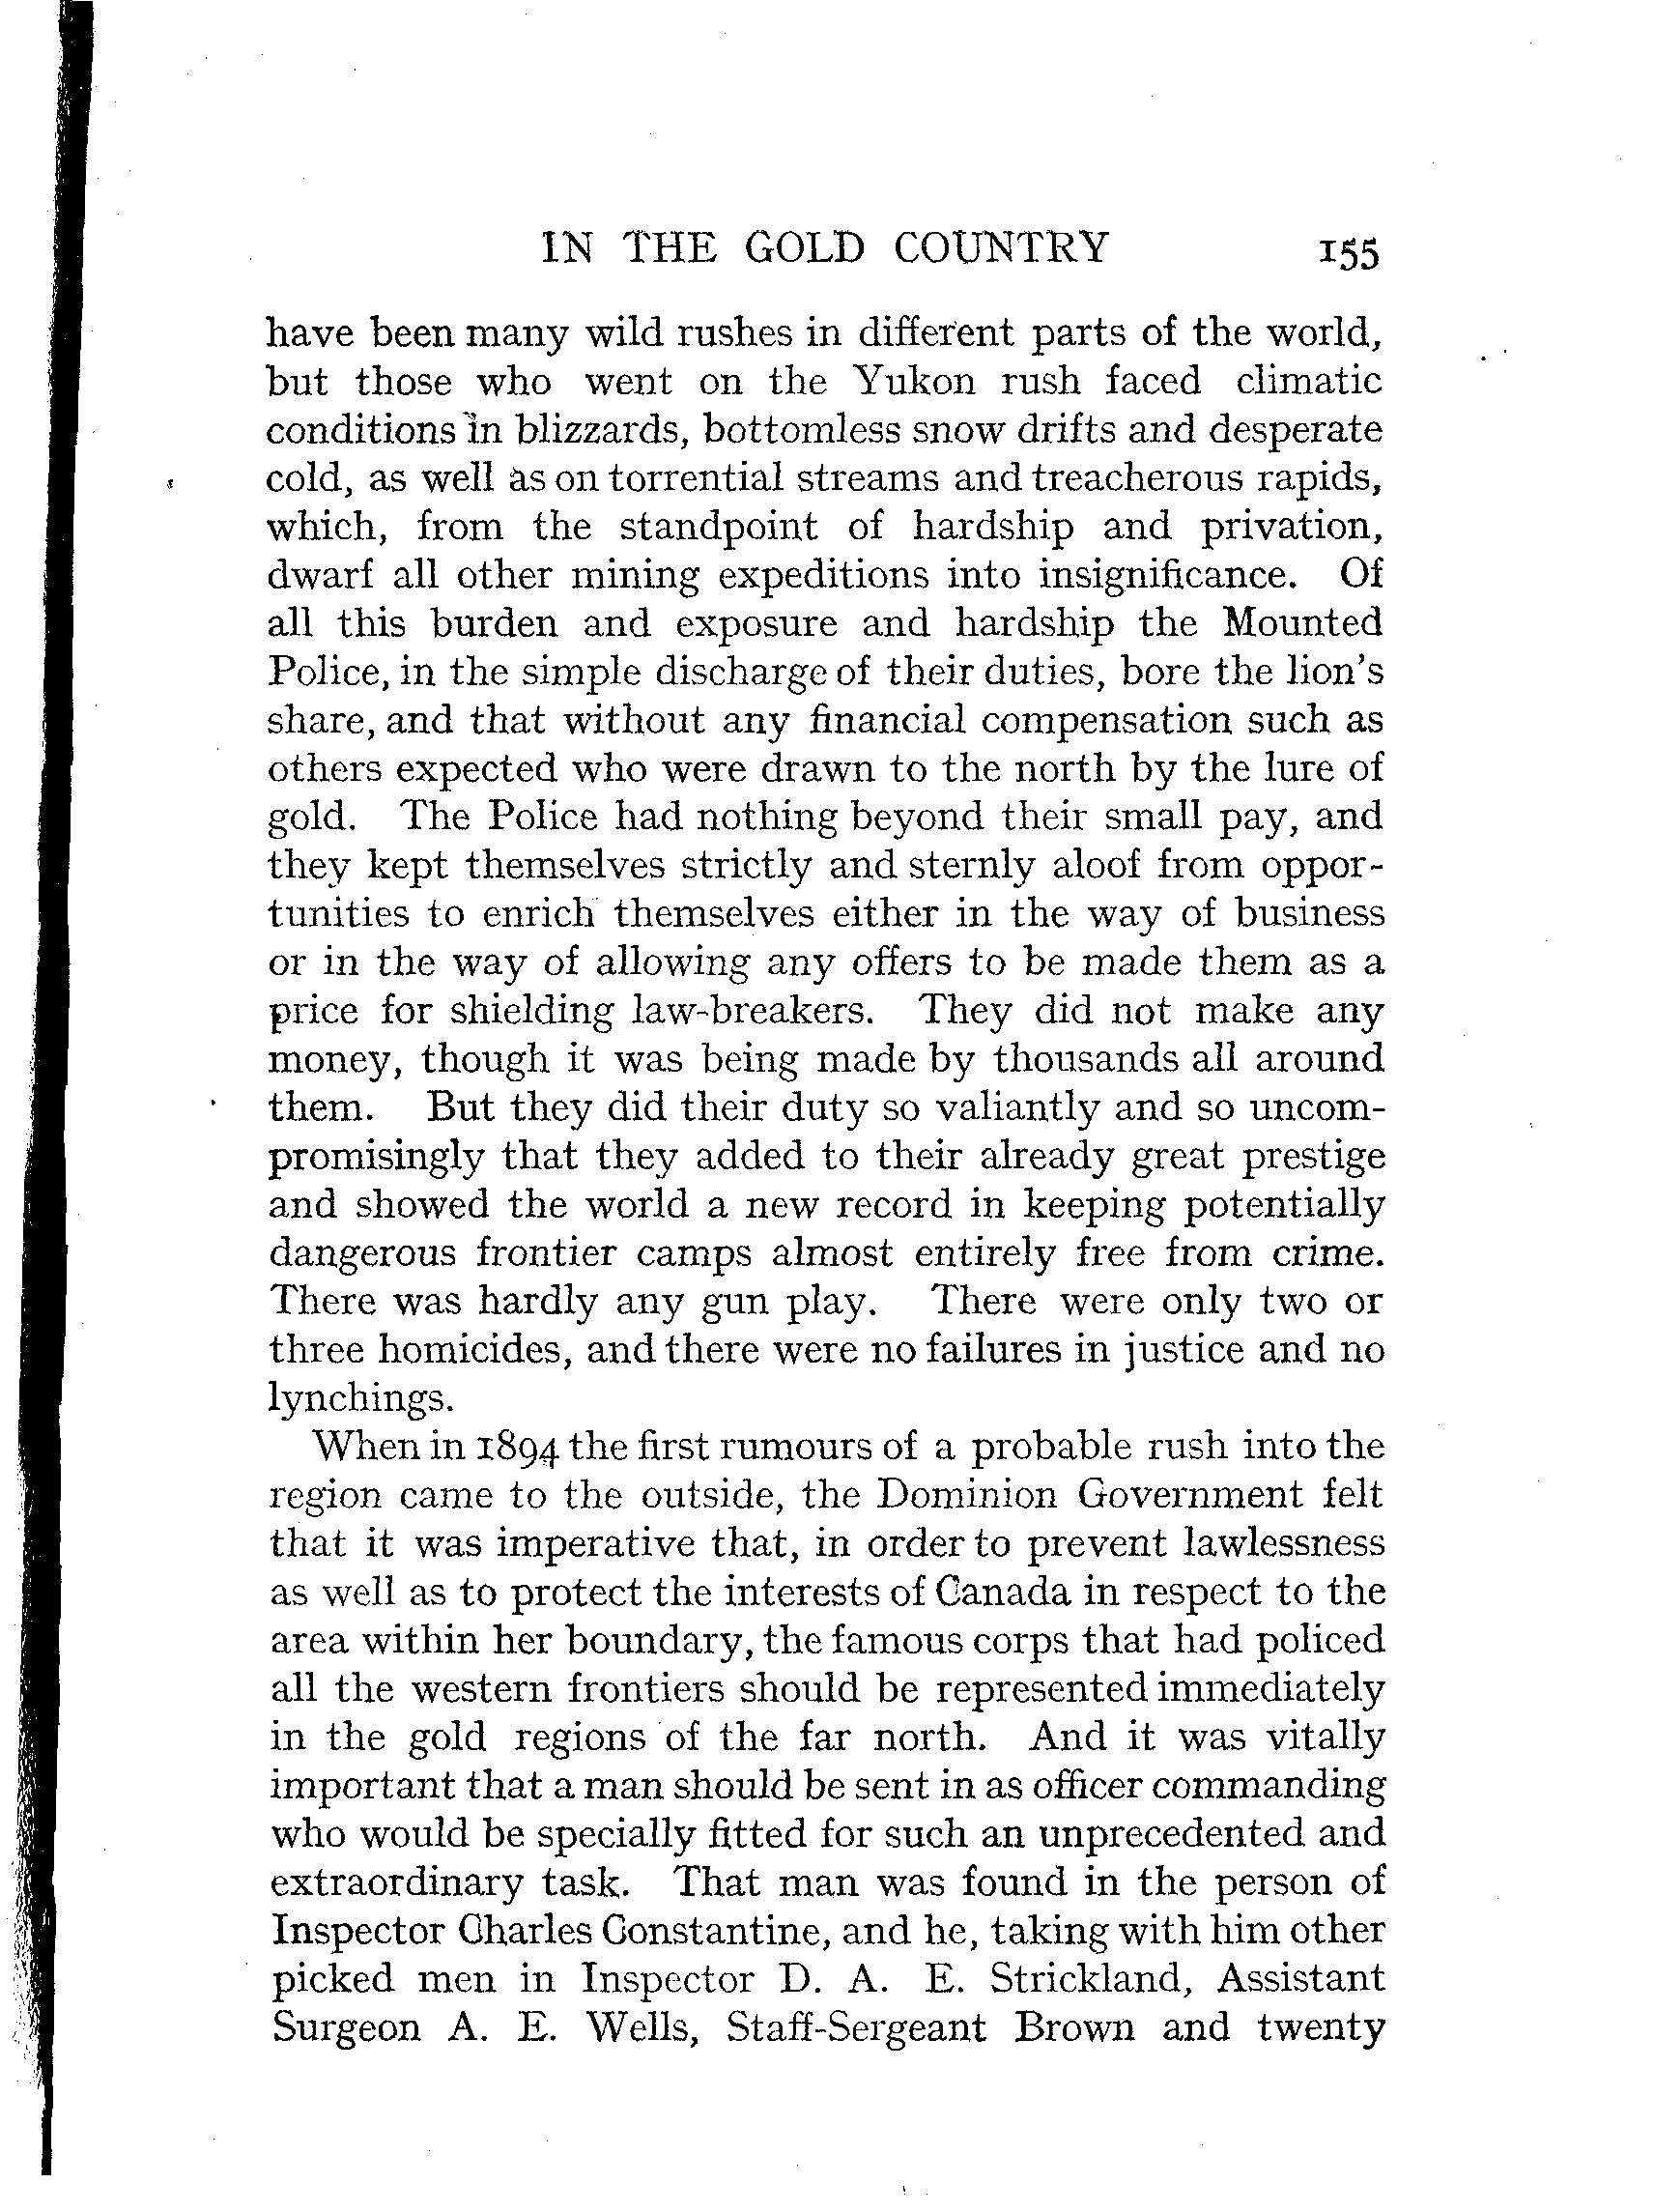 IN THE GOLD COUNTRY 155
have been many wild rushes in different parts of the world,
but those who went on the Yukon rush faced climatic
conditions in blizzards, bottomless snow drifts and desperate
cold, as well as on torrential streams and treacherous rapids,
which, from the standpoint of hardship and privation,
dwarf all other mining expeditions into insignificance. Of
all this burden and exposure and hardship the Mounted
Police, in the simple discharge of their duties, bore the lion's
share, and that without any financial compensation such as
others expected who were drawn to the north by the lure of
gold. The Police had nothing beyond their small pay, and
they kept themselves strictly and sternly aloof from oppor-
tunities to enrich themselves either in the way of business
or in the way of allowing any offers to be made them as a
price for shielding law-breakers. They did not make any
money, though it was being made by thousands all around
them. But they did their duty so valiantly and so uncom-
promisingly that they added to their already great prestige
and showed the world a new record in keeping potentially
dangerous frontier camps almost entirely free from crime.
There was hardly any gun play. There were only two or
three homicides, and there were no failures in justice and no
lynchings.
When in 1894 the first rumours of a probable rush into the
region came to the outside, the Dominion Government felt
that it was imperative that, in order to prevent lawlessness
as well as to protect the interests of Canada in respect to the
area within her boundary, the famous corps that had policed
all the western frontiers should be represented immediately
in the gold regions of the far north. And it was vitally
important that a man should be sent in as officer commanding
who would be specially fitted for such an unprecedented and
extraordinary task. That man was found in the person of
Inspector Charles Constantine, and he, taking with him other
picked men in Inspector D. A. E. Strickland, Assistant
Surgeon A. E. Wells, Staff-Sergeant Brown and twenty